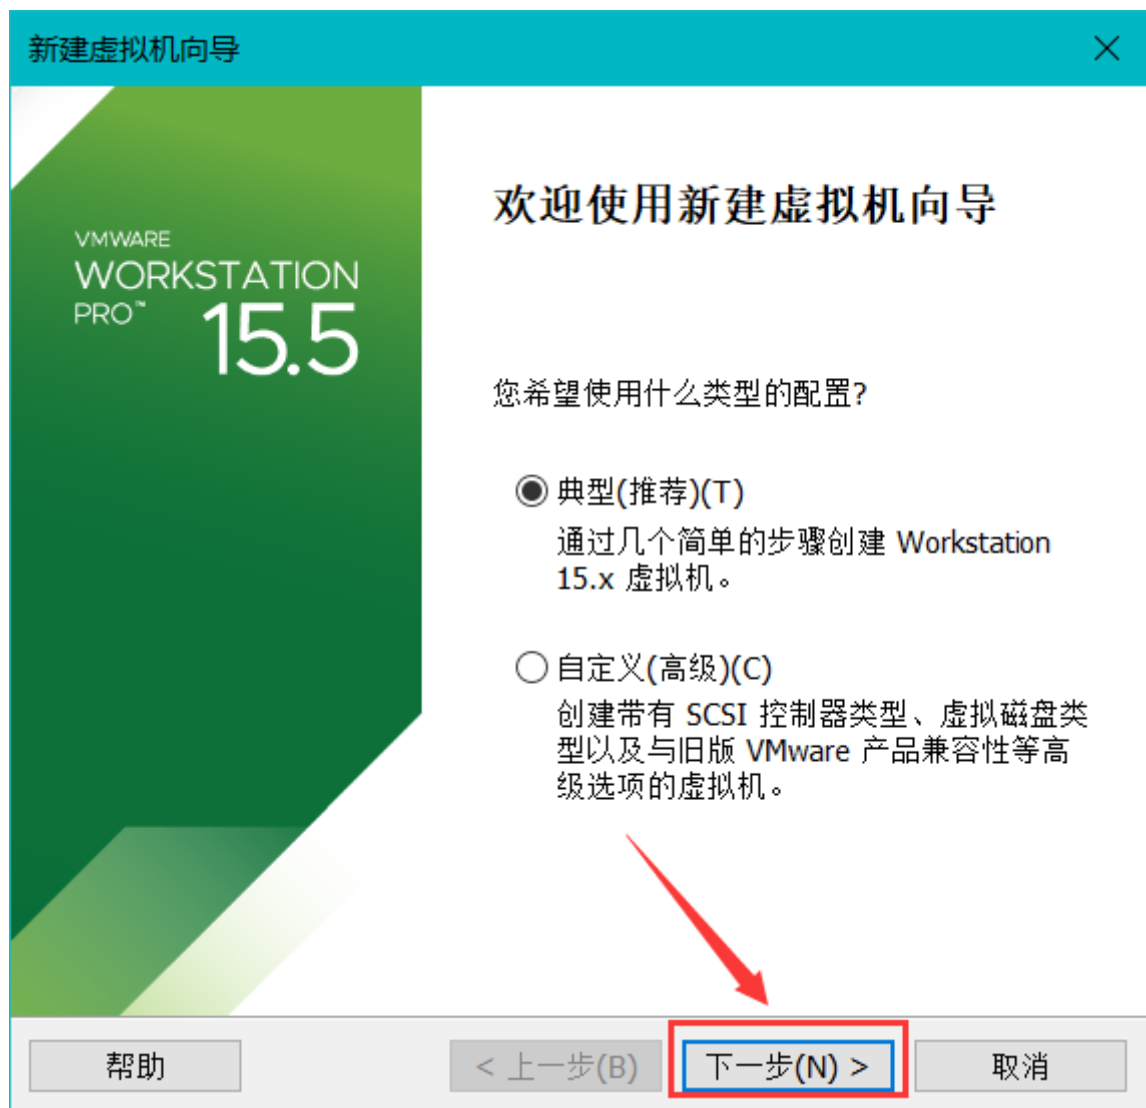 新建虚拟机向导
VMWARE
WORKSTATION
PRO™
15.5
欢迎使用新建虚拟机向导
您希望使用什么类型的配置?
典型(推荐)(T)
通过几个简单的步骤创建 Workstation
15.x 虚拟机。
自定义(高级)(C)
创建带有 SCSI 控制器类型、虚拟磁盘类
型以及与旧版 VMware 产品兼容性等高
级选项的虚拟机。
帮助
< 上一步(B)
下一步(N) >
取消